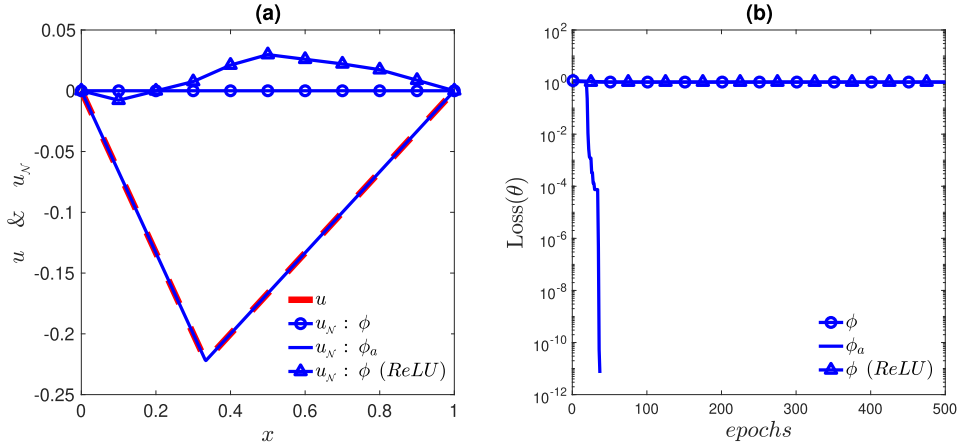 (a)
0.05
0
-0.05
-0.1
-0.15
-0.2
-0.25
0
0.2
0.4
0.6
0.8
1
x
u & u_𝒩
u
u_𝒩 : ϕ
u_𝒩 : ϕ_a
u_𝒩 : ϕ (ReLU)
(b)
10^2
10^0
10^-2
10^-4
10^-6
10^-8
10^-10
10^-12
0
100
200
300
400
500
epochs
Loss(θ)
ϕ
ϕ_a
ϕ (ReLU)